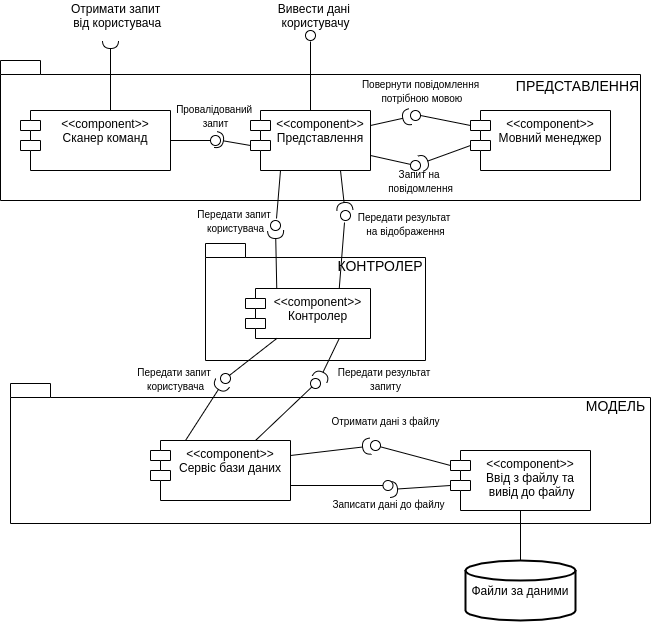 Отримати запит
від користувача
Вивести дані
користувачу
ПРЕДСТАВЛЕННЯ
<<component>>
Сканер команд
Провалідований
запит
<<component>>
Представлення
Повернути повідомлення
потрібною мовою
<<component>>
Мовний менеджер
Запит на
повідомлення
Передати запит
користувача
Передати результат
на відображення
КОНТРОЛЕР
<<component>>
Контролер
Передати запит
користувача
Передати результат
запиту
МОДЕЛЬ
<<component>>
Сервіс бази даних
Отримати дані з файлу
Записати дані до файлу
<<component>>
Ввід з файлу та
вивід до файлу
Файли за даними